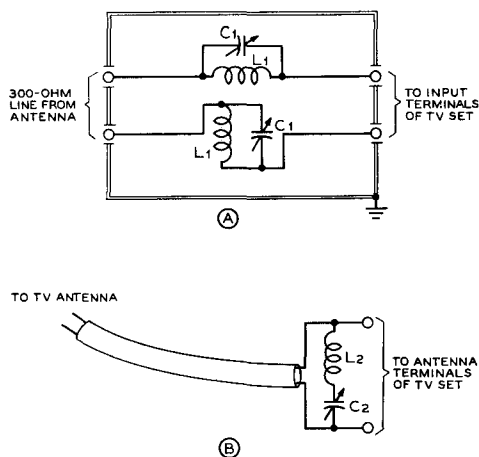 C1
L1
300-OHM
LINE FROM
ANTENNA
TO INPUT
TERMINALS
OF TV SET
L1
C1
A
TO TV ANTENNA
L2
C2
TO ANTENNA
TERMINALS
OF TV SET
B